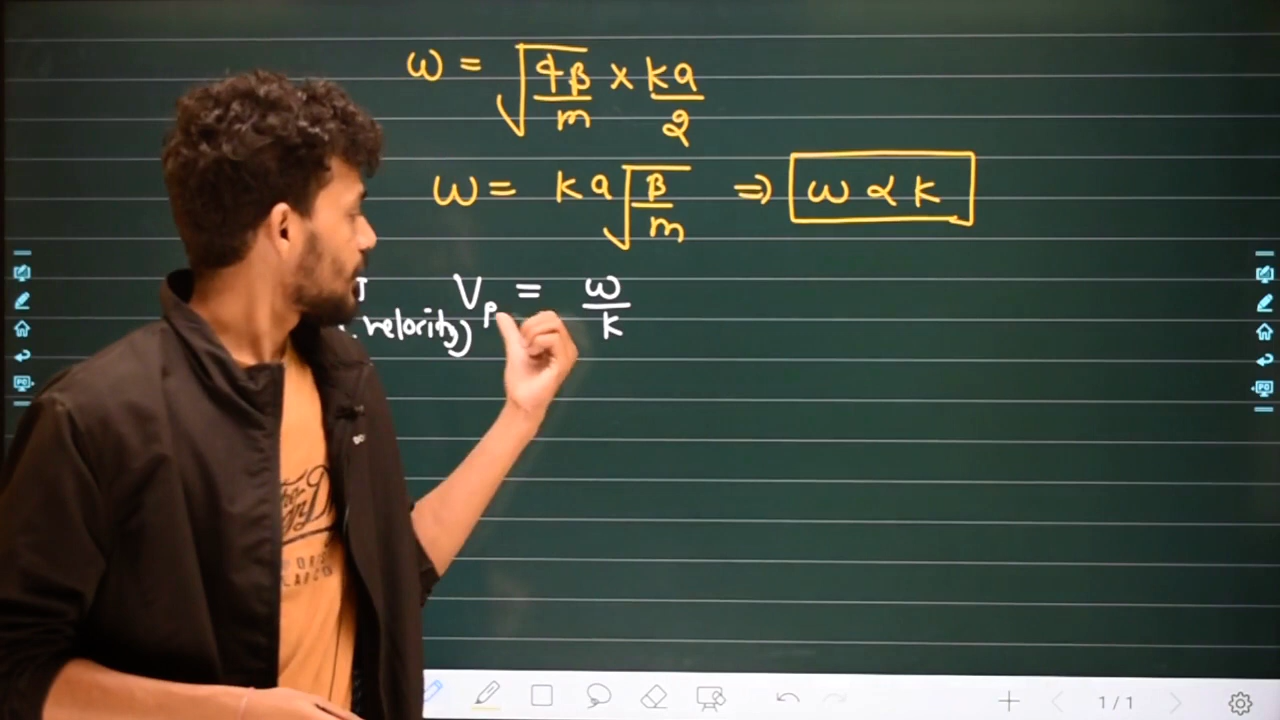 ω = √(4β/m) × ka/2
ω = ka√(β/m) ⇒ ω α k
Vp = ω/k
velocity)
1/1